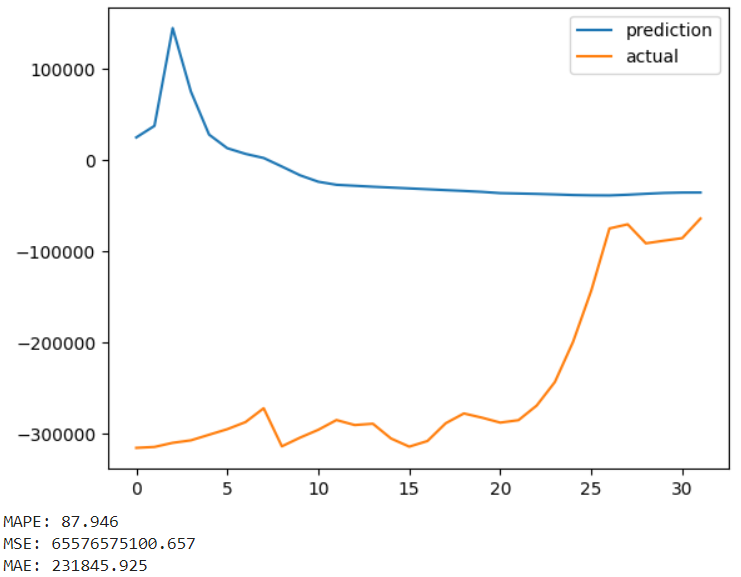 prediction
actual
100000
0
−100000
−200000
−300000
0 5 10 15 20 25 30
MAPE: 87.946
MSE: 65576575100.657
MAE: 231845.925